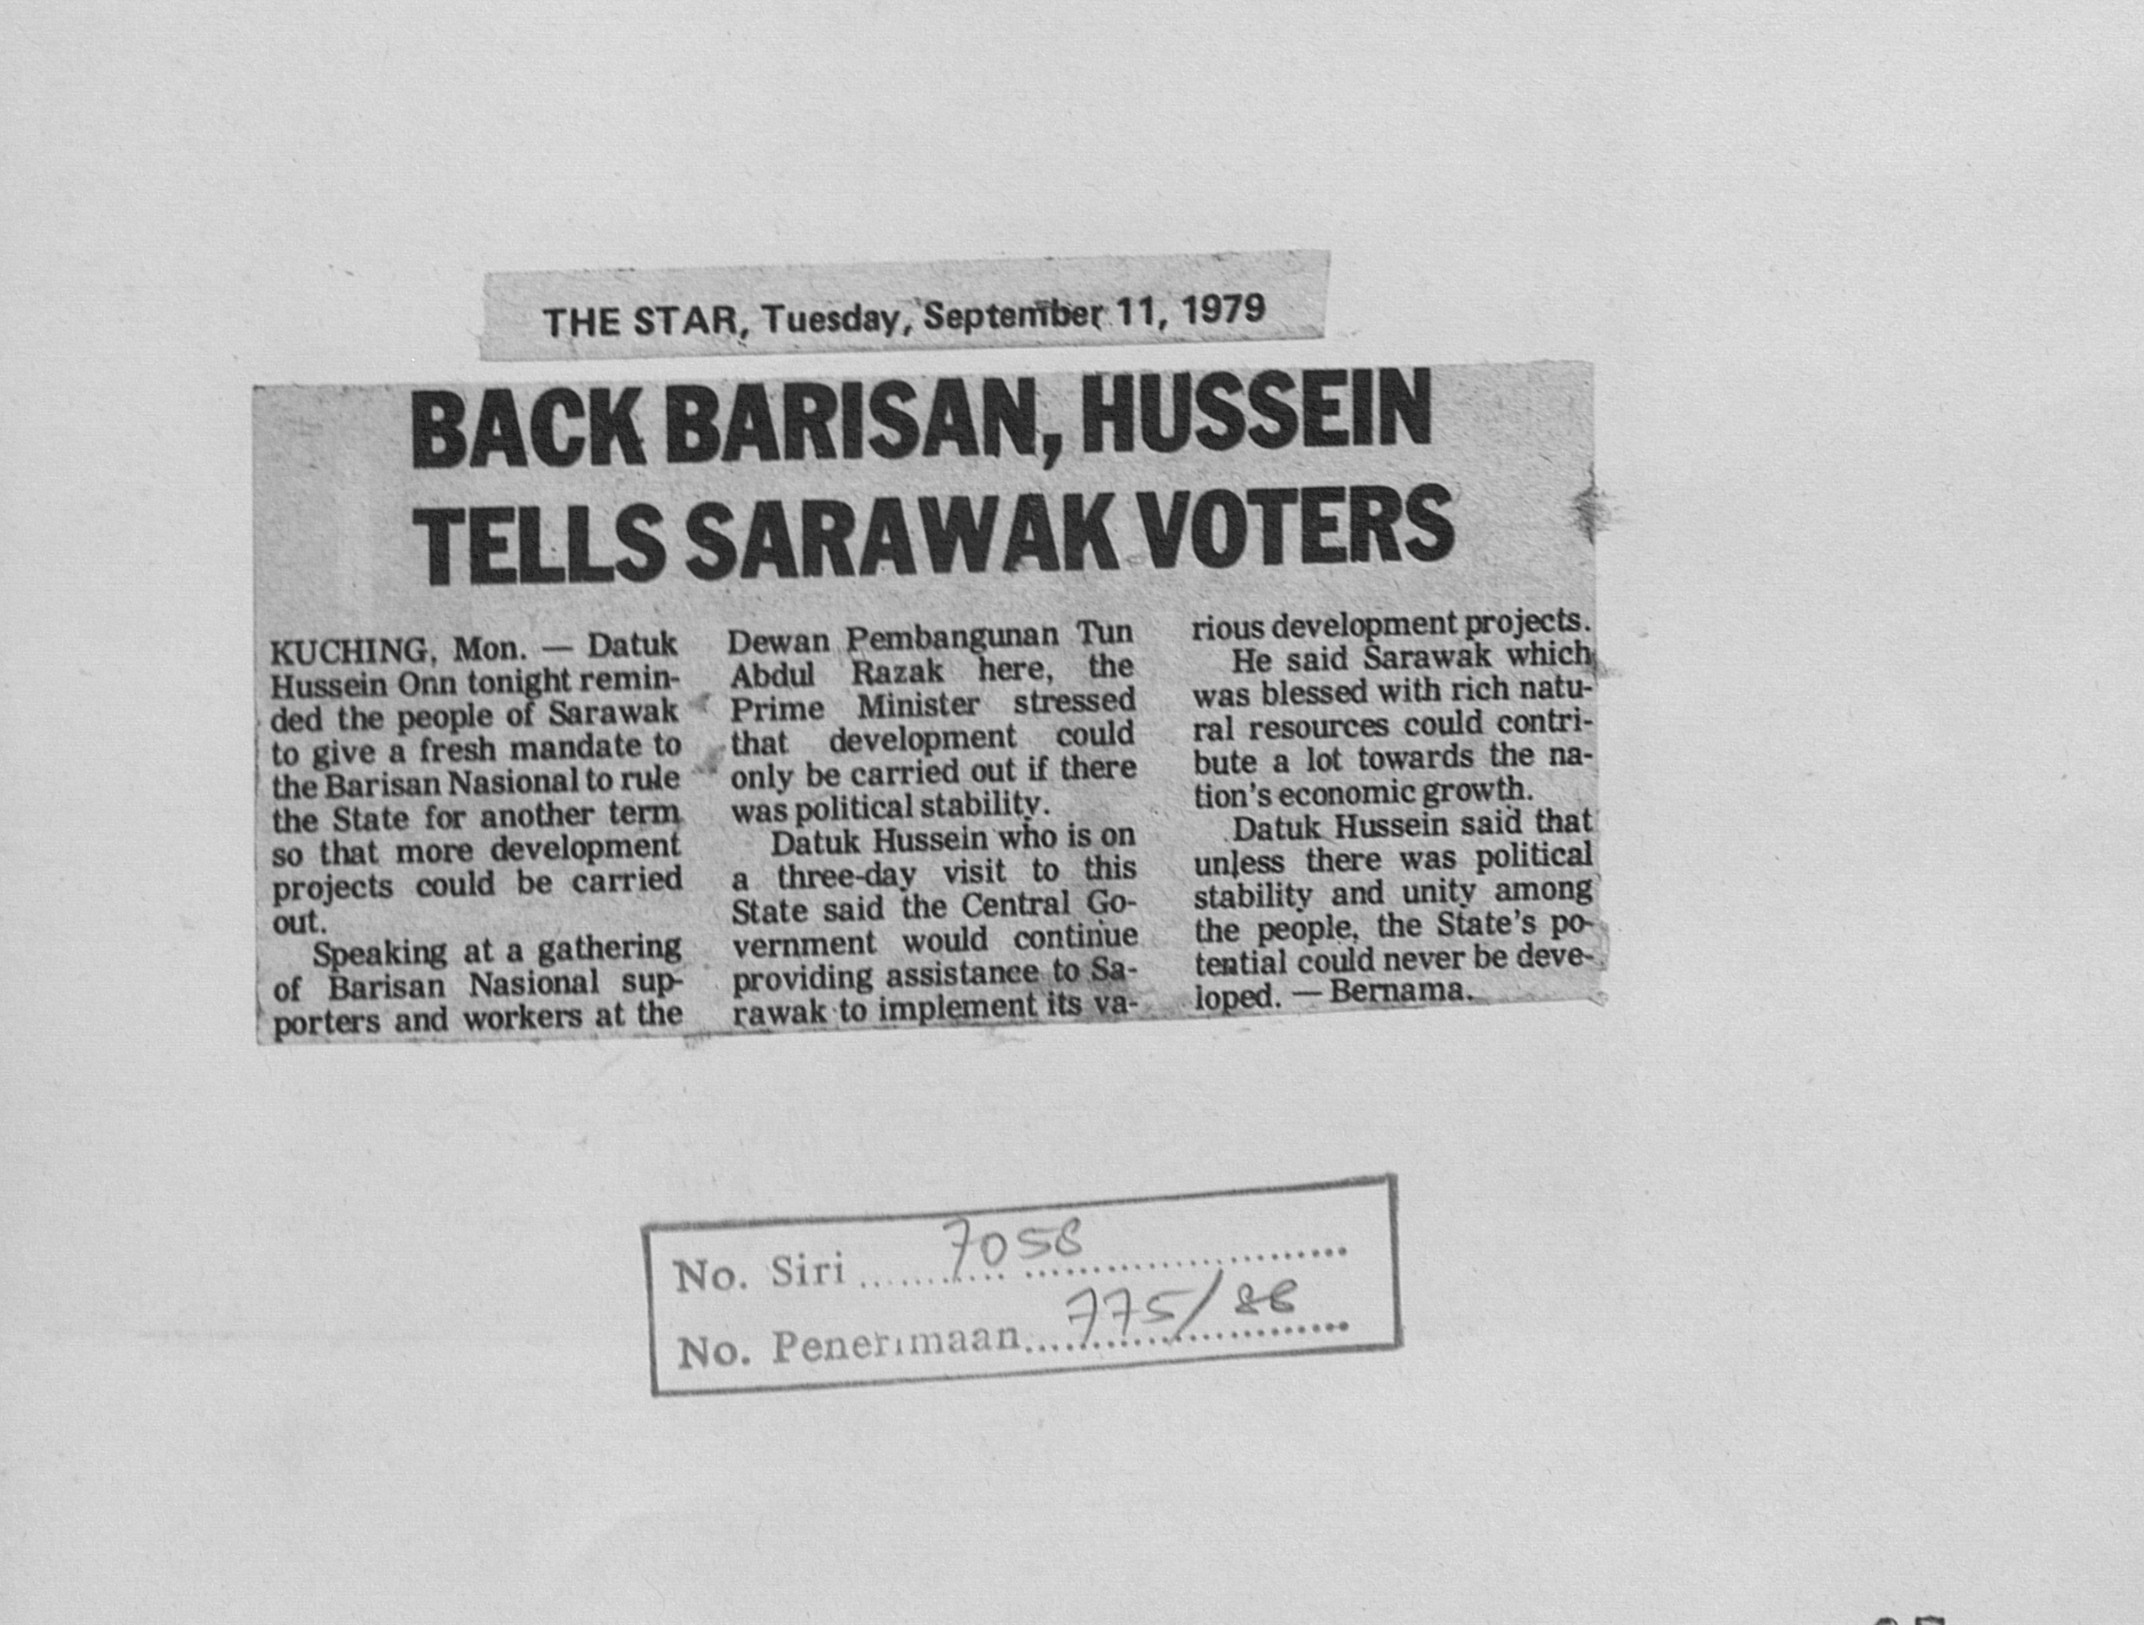 THE STAR, Tuesday, September 11, 1979
BACK BARISAN, HUSSEIN
TELLS SARAWAK VOTERS
KUCHING, Mon. — Datuk
Hussein Onn tonight remin-
ded the people of Sarawak
to give a fresh mandate to
the Barisan Nasional to rule
the State for another term
so that more development
projects could be carried
out.
Speaking at a gathering
of Barisan Nasional sup-
porters and workers at the
Dewan Pembangunan Tun
Abdul Razak here, the
Prime Minister stressed
that development could
only be carried out if there
was political stability.
Datuk Hussein who is on
a three-day visit to this
State said the Central Go-
vernment would continue
providing assistance to Sa-
rawak to implement its va-
rious development projects.
He said Sarawak which
was blessed with rich natu-
ral resources could contri-
bute a lot towards the na-
tion's economic growth.
Datuk Hussein said that
unless there was political
stability and unity among
the people, the State's po-
tential could never be deve-
loped. — Bernama.
No. Siri 7058
No. Penerimaan 775/88